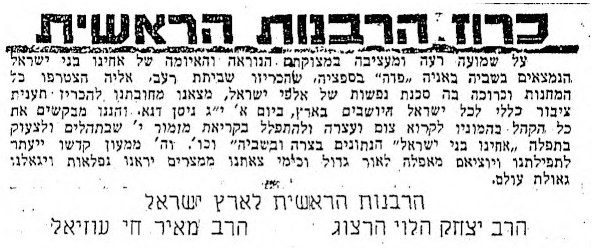 כרוז הרבנות הראשית
על שמועה רעה ומעציבה במצוקתם הנוראה והאיומה של אחינו בני ישראל
הנמצאים בשביה באניה "פדה" בספציה, שהכריזו שביתת רעב, אליה הצטרפו כל
המחנות וכרוכה בה סכנת נפשות של אלפי ישראל, מצאנו מחובתנו להכריז תענית
ציבור כללי לכל ישראל היושבים בארץ, ביום א' י"ג ניסן דנא. והננו מבקשים את
כל הקהל בהמוניו לקרוא צום ועצרה ולהתפלל בקריאת מזמור י' שבתהלים ולצעוק
בתפלה "אחינו בני ישראל" הנתונים בצרה ובשביה" וכו'. וה' ממעון קדשו ייעתר
לתפילתנו ויוציאם מאפלה לאור גדול וכימי צאתנו ממצרים יראנו נפלאות ויגאלנו
גאולת עולם.
הרבנות הראשית לארץ ישראל
הרב יצחק הלוי הרצוג הרב מאיר חי עוזיאל